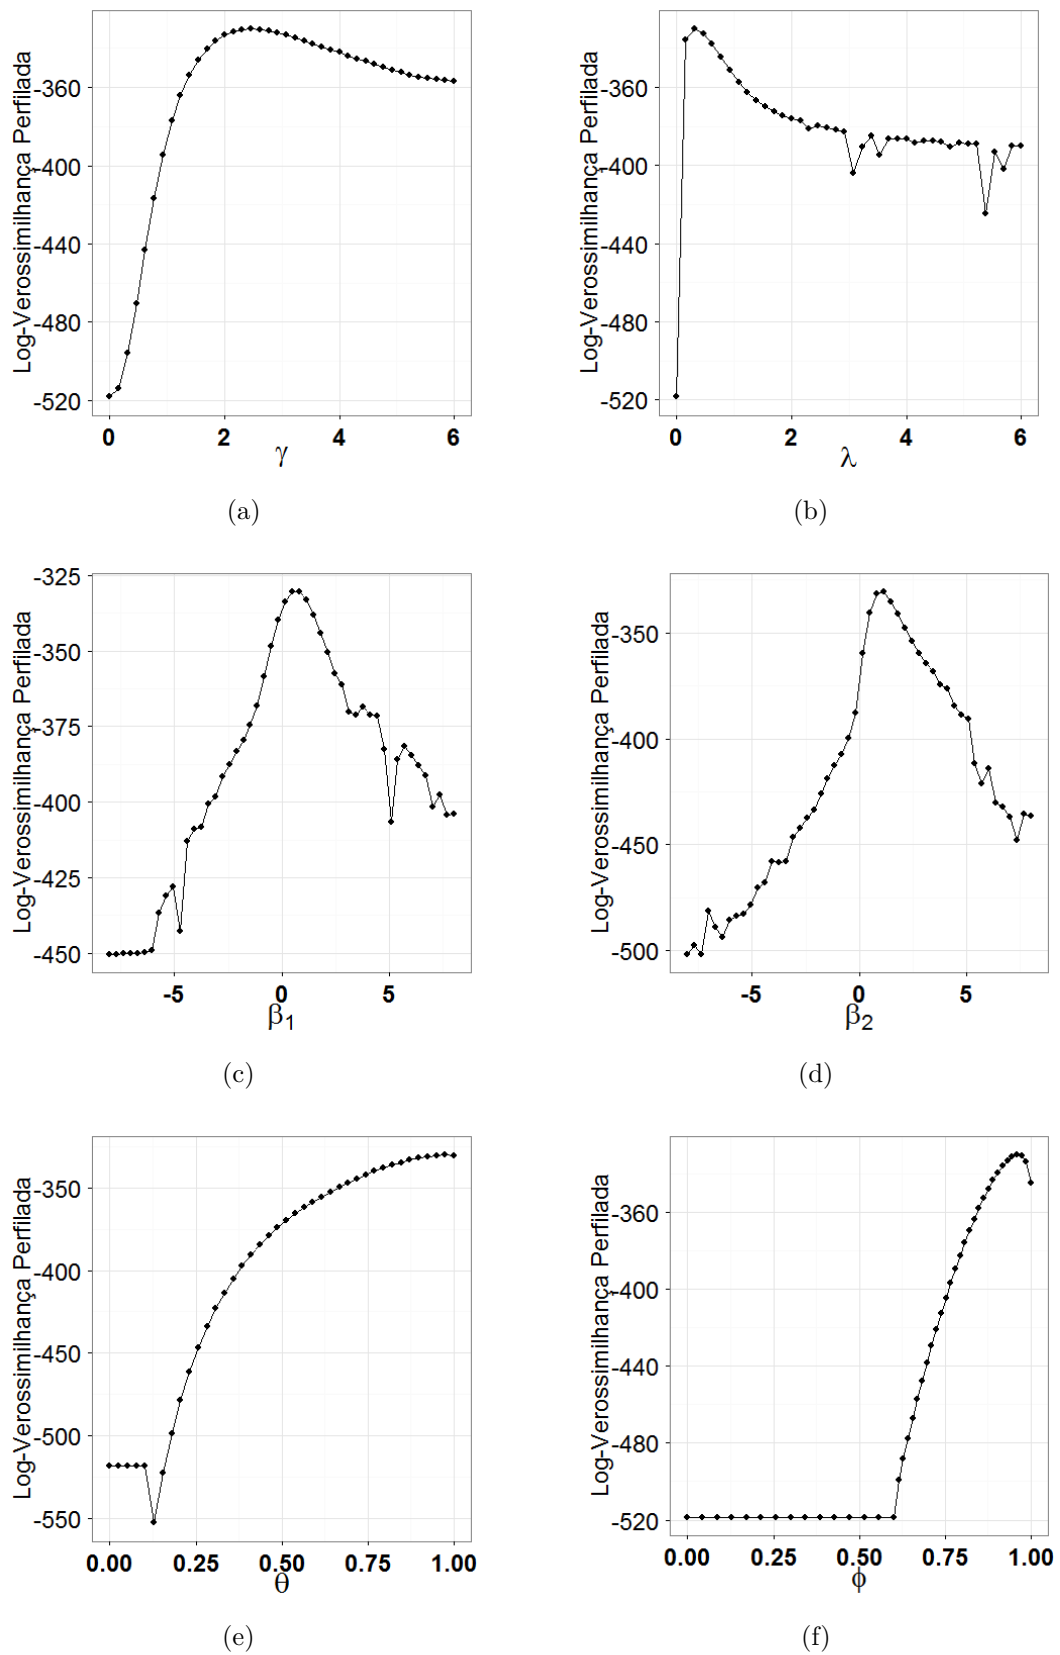 Log-Verossimilhança Perfilada
-360
-400
-440
-480
-520
0 2 4 6
γ
(a)
Log-Verossimilhança Perfilada
-360
-400
-440
-480
-520
0 2 4 6
λ
(b)
Log-Verossimilhança Perfilada
-325
-350
-375
-400
-425
-450
-5 0 5
β1
(c)
Log-Verossimilhança Perfilada
-350
-400
-450
-500
-5 0 5
β2
(d)
Log-Verossimilhança Perfilada
-350
-400
-450
-500
-550
0.00 0.25 0.50 0.75 1.00
θ
(e)
Log-Verossimilhança Perfilada
-360
-400
-440
-480
-520
0.00 0.25 0.50 0.75 1.00
ϕ
(f)